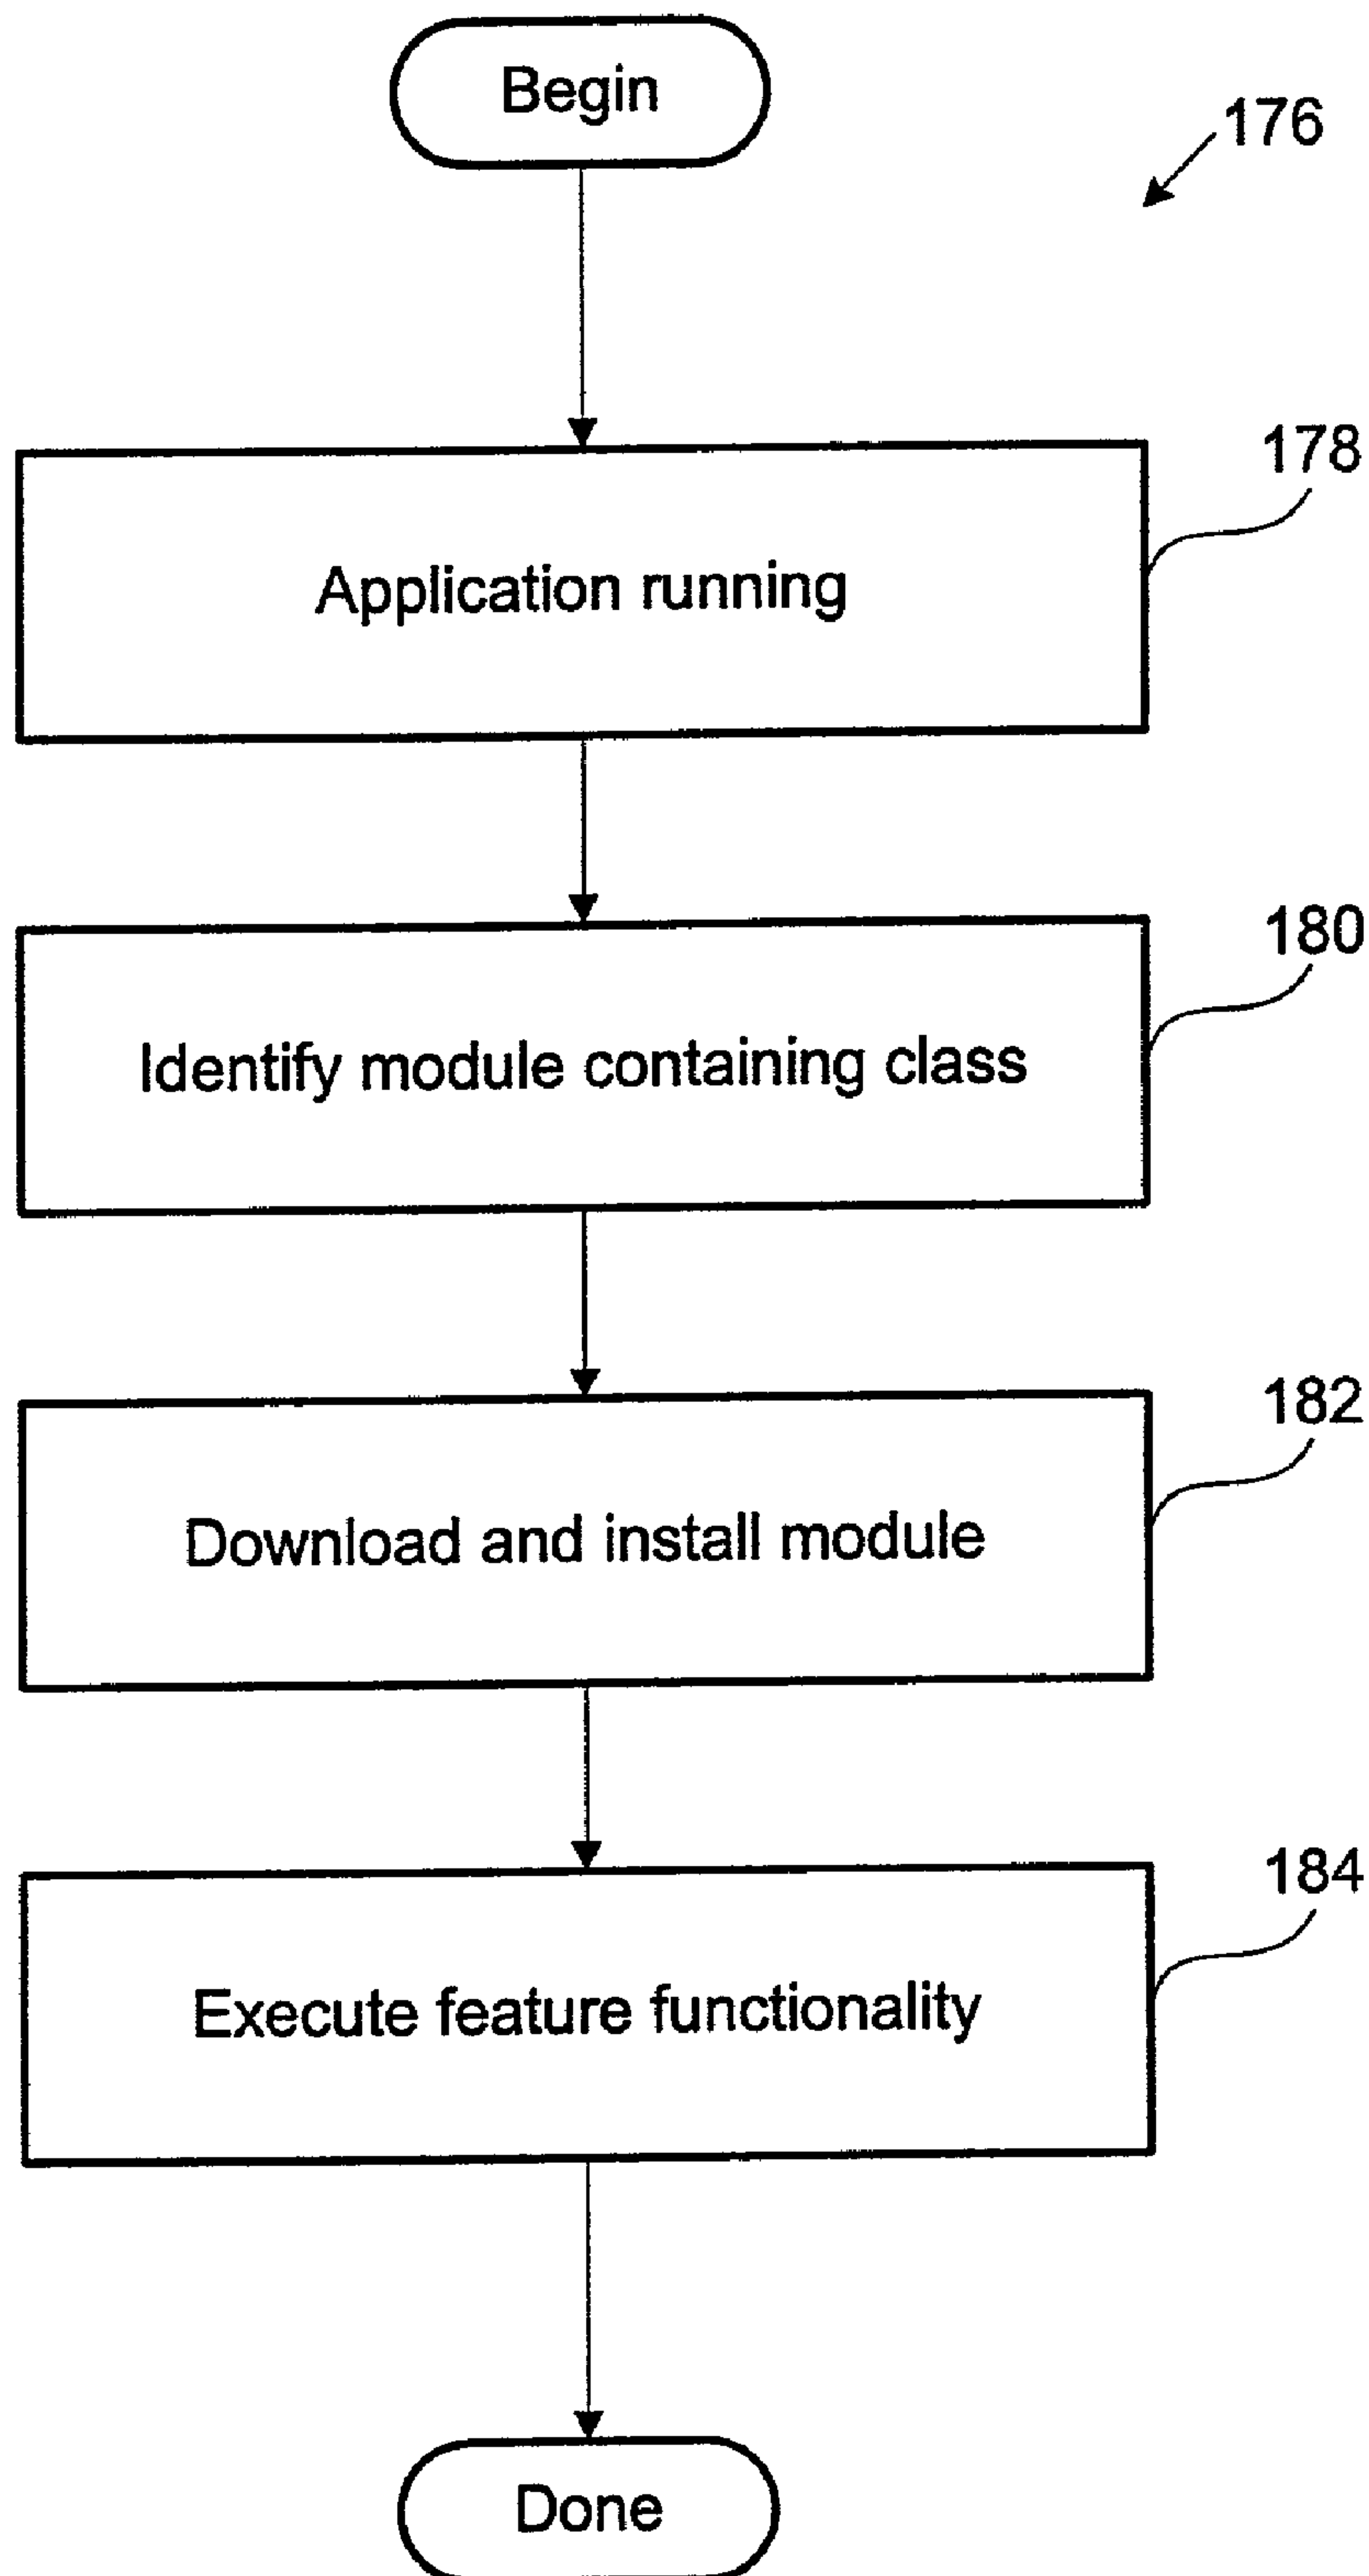 Begin
176
Application running
178
Identify module containing class
180
Download and install module
182
Execute feature functionality
184
Done